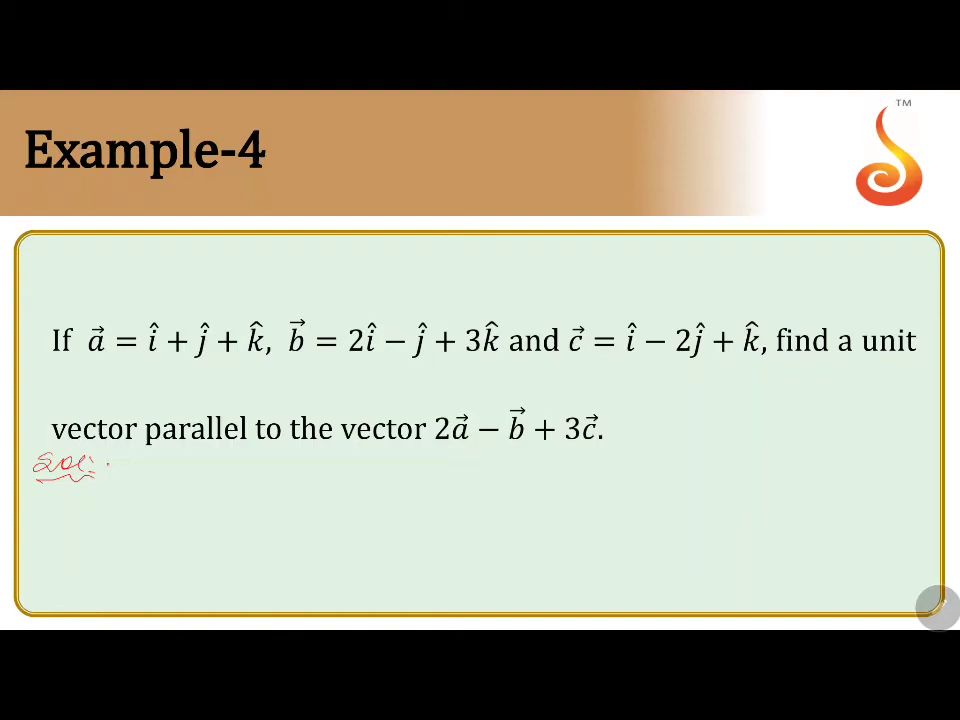 TM
Example-4
If a⃗ = î + ĵ + k̂, b⃗ = 2î − ĵ + 3k̂ and c⃗ = î − 2ĵ + k̂, find a unit
vector parallel to the vector 2a⃗ − b⃗ + 3c⃗.
Sol: